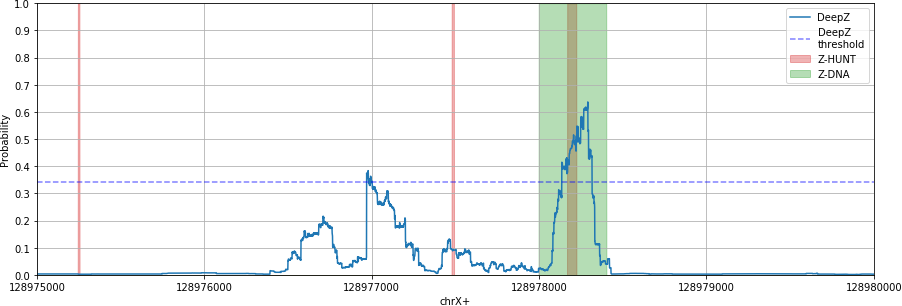 1.0
0.9
0.8
0.7
0.6
0.5
0.4
0.3
0.2
0.1
0.0
Probability
128975000 128976000 128977000 128978000 128979000 128980000
chrX+
DeepZ
DeepZ
threshold
Z-HUNT
Z-DNA